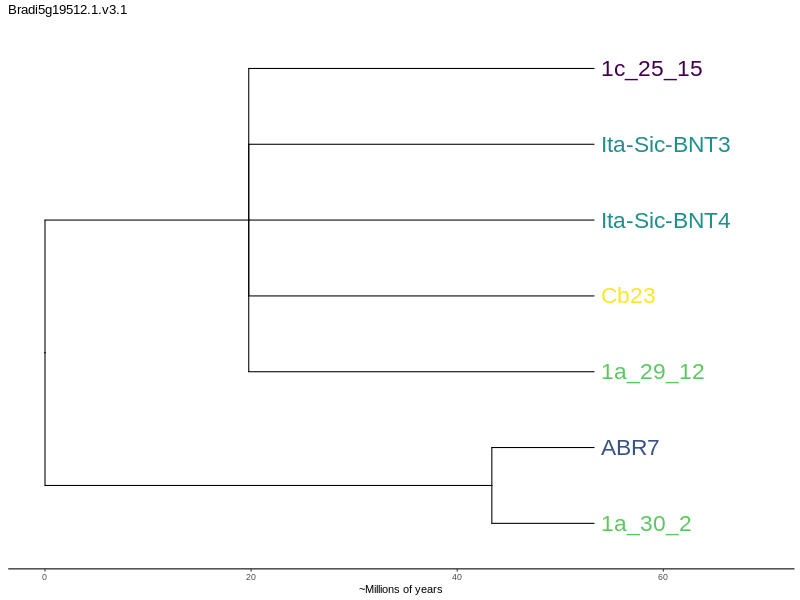 Bradi5g19512.1.v3.1
1c_25_15
Ita-Sic-BNT3
Ita-Sic-BNT4
Cb23
1a_29_12
ABR7
1a_30_2
0 20 40 60
~Millions of years